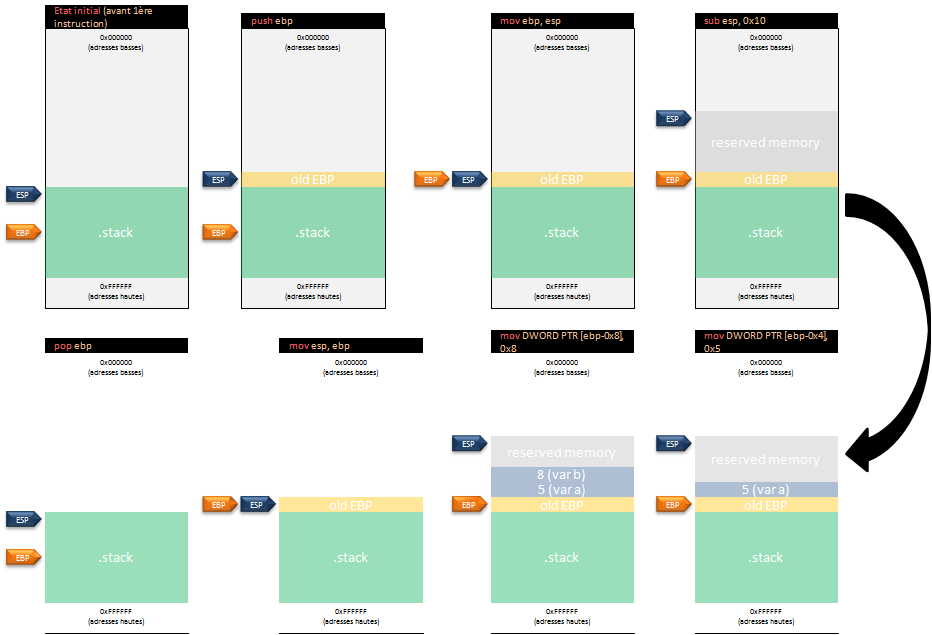 Etat initial (avant 1ère
instruction)
0x000000
(adresses basses)
ESP
EBP
.stack
0xFFFFFF
(adresses hautes)
push ebp
0x000000
(adresses basses)
ESP
old EBP
EBP
.stack
0xFFFFFF
(adresses hautes)
mov ebp, esp
0x000000
(adresses basses)
EBP
ESP
old EBP
.stack
0xFFFFFF
(adresses hautes)
sub esp, 0x10
0x000000
(adresses basses)
ESP
reserved memory
EBP
old EBP
.stack
0xFFFFFF
(adresses hautes)
pop ebp
0x000000
(adresses basses)
ESP
EBP
.stack
0xFFFFFF
(adresses hautes)
mov esp, ebp
0x000000
(adresses basses)
EBP
ESP
old EBP
.stack
0xFFFFFF
(adresses hautes)
mov DWORD PTR [ebp-0x8],
0x8
0x000000
(adresses basses)
ESP
reserved memory
8 (var b)
5 (var a)
EBP
old EBP
.stack
0xFFFFFF
(adresses hautes)
mov DWORD PTR [ebp-0x4],
0x5
0x000000
(adresses basses)
ESP
reserved memory
5 (var a)
EBP
old EBP
.stack
0xFFFFFF
(adresses hautes)